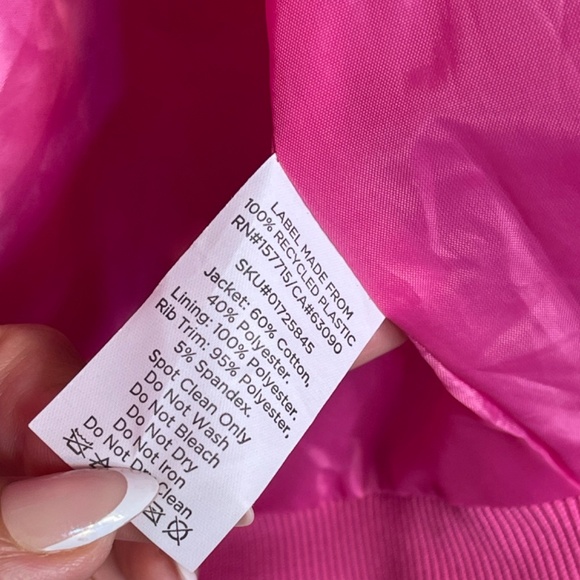 LABEL MADE FROM
100% RECYCLED PLASTIC
RN#157715/CA#63090
SKU#01725845
Jacket: 60% Cotton,
40% Polyester.
Lining: 100% Polyester.
Rib Trim: 95% Polyester,
5% Spandex.
Spot Clean Only
Do Not Wash
Do Not Bleach
Do Not Dry
Do Not Iron
Do Not Clean